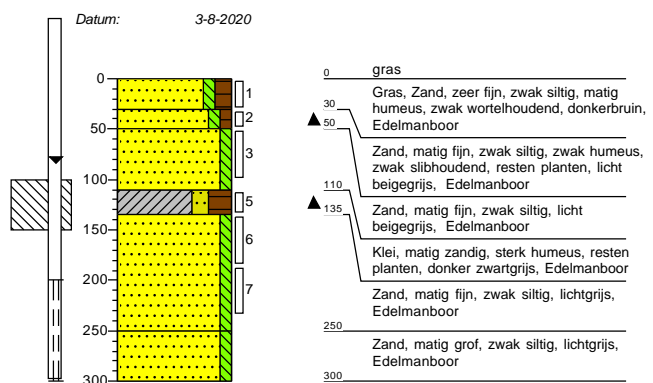 Datum: 3-8-2020
0
50
100
150
200
250
300
1
2
3
5
6
7
0 gras
Gras, Zand, zeer fijn, zwak siltig, matig
30 humeus, zwak wortelhoudend, donkerbruin,
50 Edelmanboor
Zand, matig fijn, zwak siltig, zwak humeus,
zwak slibhoudend, resten planten, licht
beigegrijs, Edelmanboor
110
135 Zand, matig fijn, zwak siltig, licht
beigegrijs, Edelmanboor
Klei, matig zandig, sterk humeus, resten
planten, donker zwartgrijs, Edelmanboor
Zand, matig fijn, zwak siltig, lichtgrijs,
Edelmanboor
250
Zand, matig grof, zwak siltig, lichtgrijs,
Edelmanboor
300